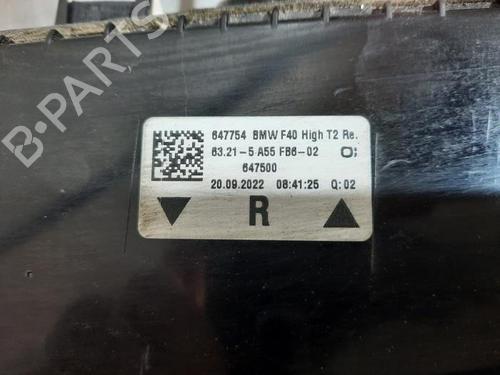 B-PARTS
647754 BMW F40 High T2 Re.
63.21-5 A55 FB6-02 O;
647500
20.09.2022 06:41:25 Q:02
R